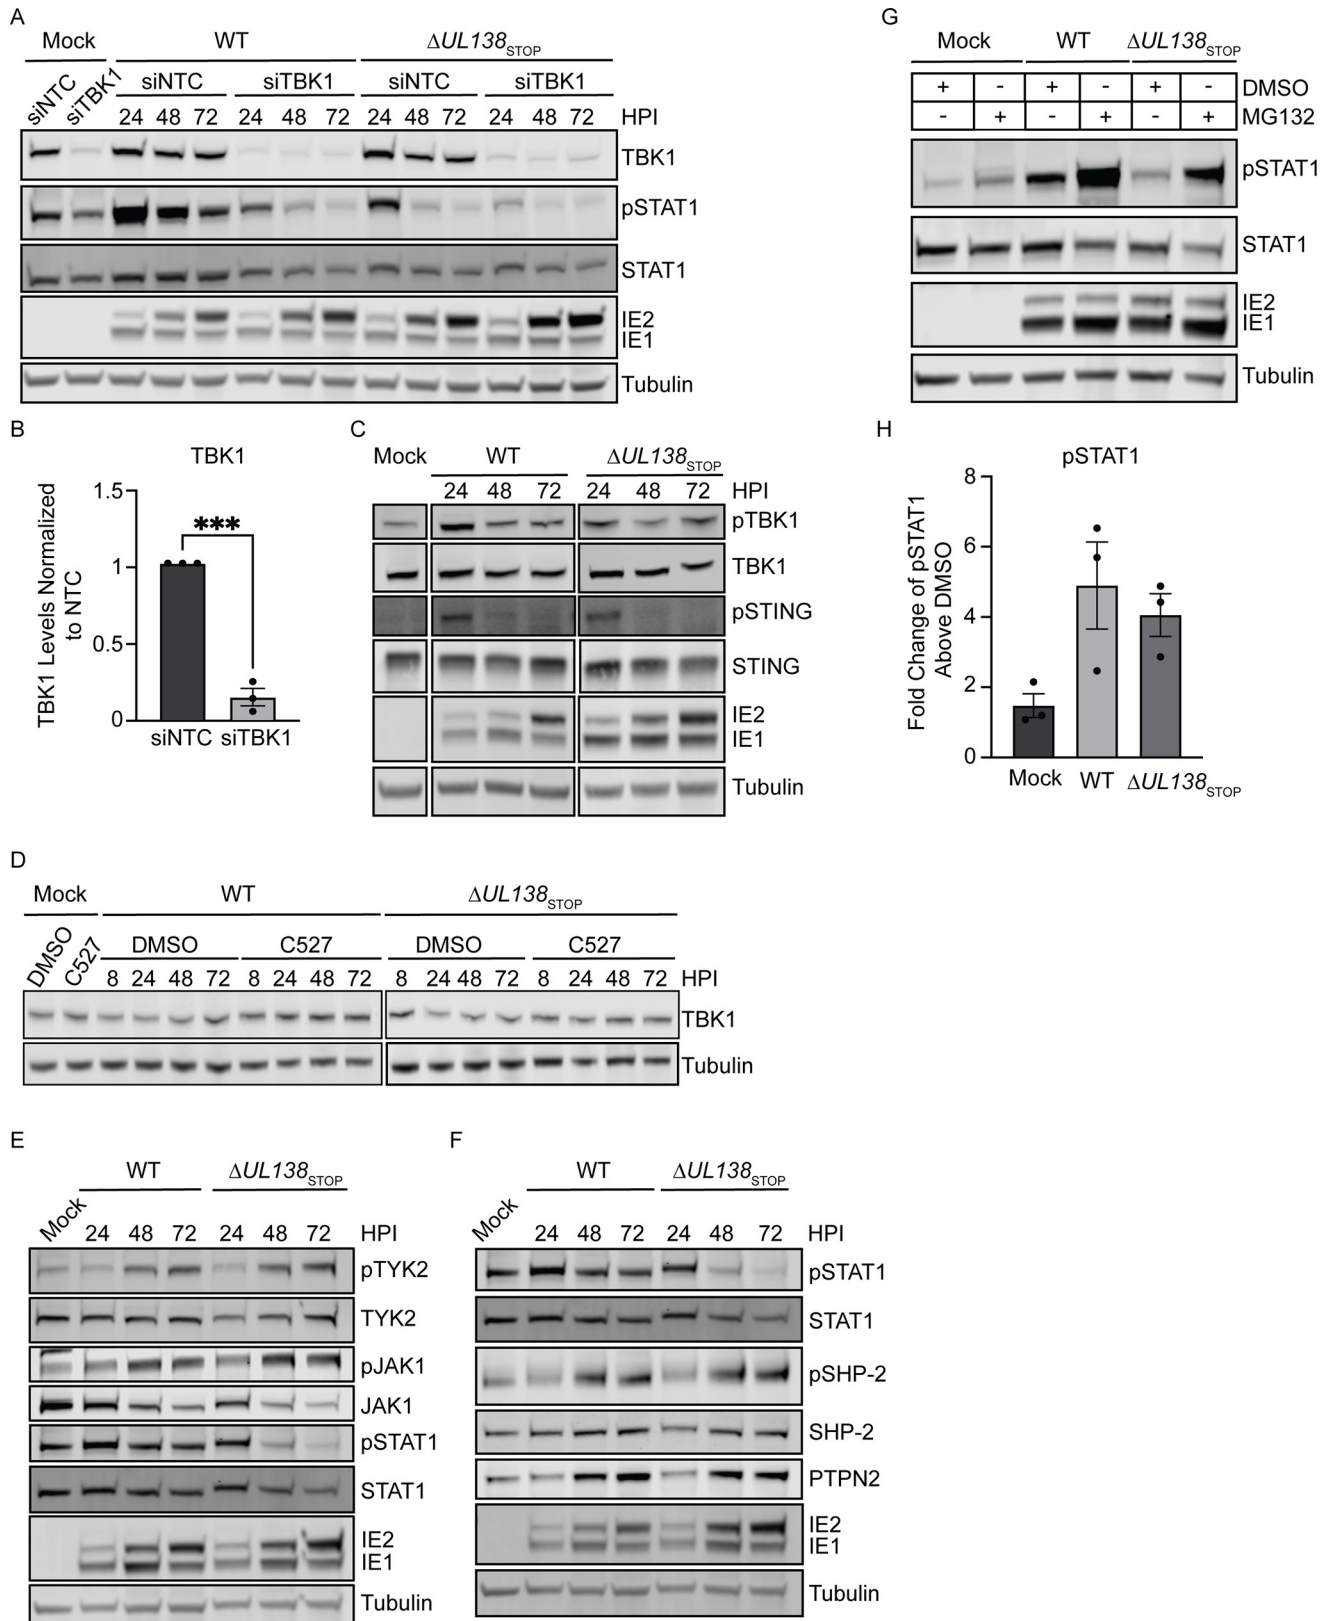 A
Mock WT ΔUL138STOP
siNTC siTBK1 siNTC siTBK1 siNTC siTBK1
24 48 72 24 48 72 24 48 72 24 48 72 HPI
TBK1
pSTAT1
STAT1
IE2
IE1
Tubulin
B
TBK1
TBK1 Levels Normalized
to NTC
1.5
1
0.5
0
***
siNTC siTBK1
C
Mock WT ΔUL138STOP
24 48 72 24 48 72 HPI
pTBK1
TBK1
pSTING
STING
IE2
IE1
Tubulin
D
Mock WT ΔUL138STOP
DMSO C527 DMSO C527 DMSO C527
8 24 48 72 8 24 48 72 8 24 48 72 8 24 48 72 HPI
TBK1
Tubulin
E
WT ΔUL138STOP
Mock 24 48 72 24 48 72 HPI
pTYK2
TYK2
pJAK1
JAK1
pSTAT1
STAT1
IE2
IE1
Tubulin
F
WT ΔUL138STOP
Mock 24 48 72 24 48 72 HPI
pSTAT1
STAT1
pSHP-2
SHP-2
PTPN2
IE2
IE1
Tubulin
G
Mock WT ΔUL138STOP
+ - + - + - DMSO
- + - + - + MG132
pSTAT1
STAT1
IE2
IE1
Tubulin
H
pSTAT1
Fold Change of pSTAT1
Above DMSO
8
6
4
2
0
Mock WT ΔUL138STOP